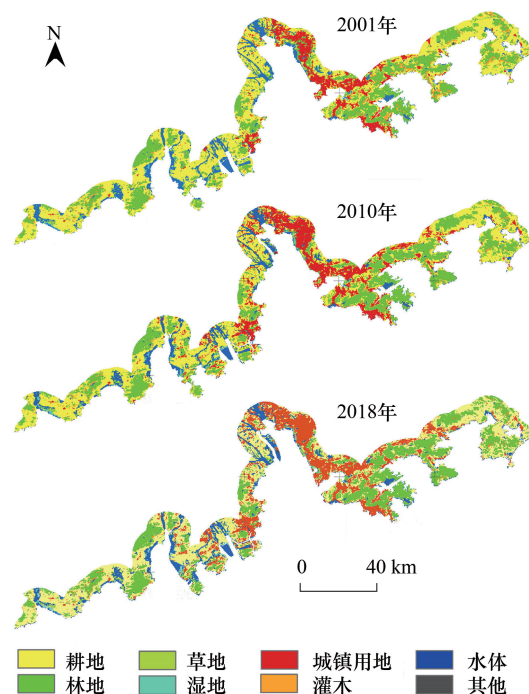 N
2001年
2010年
2018年
0 40 km
耕地 草地 城镇用地 水体
林地 湿地 灌木 其他